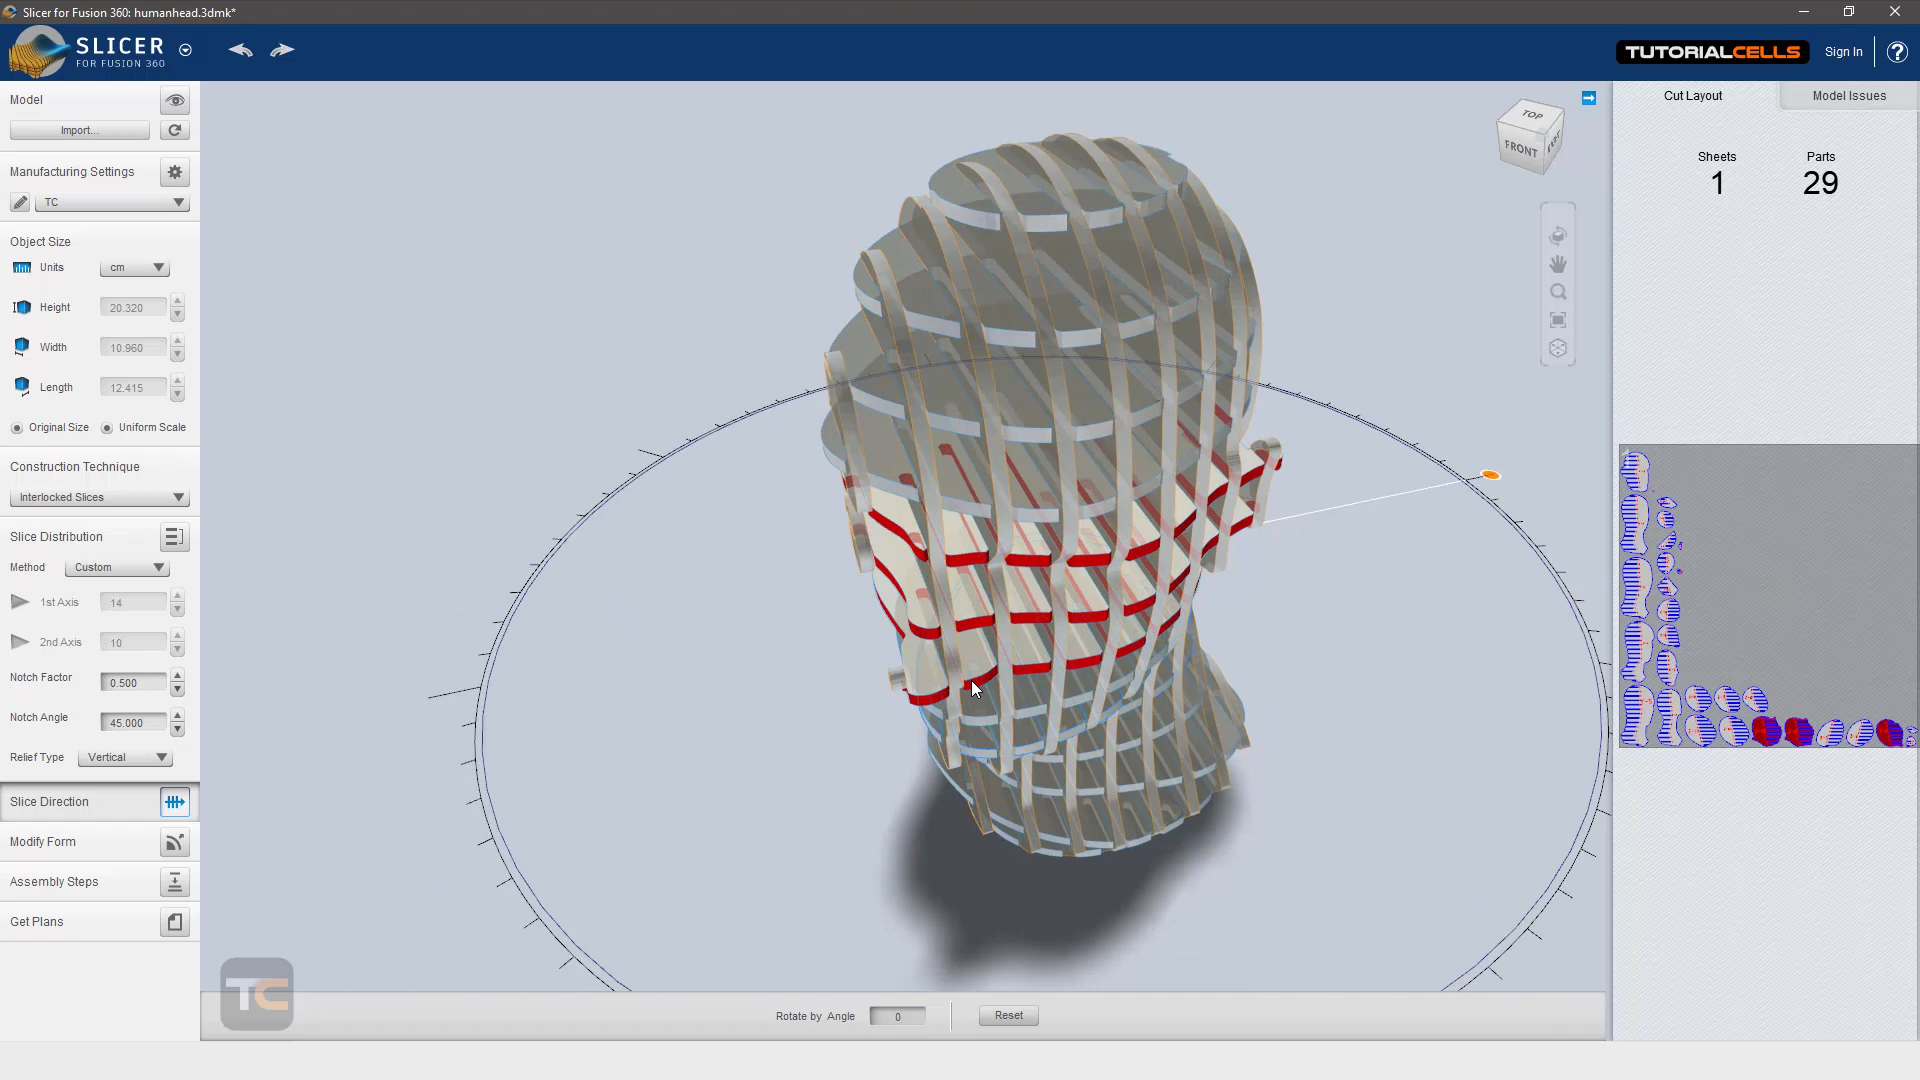 Slicer for Fusion 360: humanhead.3dmk*
SLICER
FOR FUSION 360
TUTORIALCELLS
Sign In
?
Model
Import...
Manufacturing Settings
TC
Object Size
Units
cm
Height
20.320
Width
10.960
Length
12.415
Original Size
Uniform Scale
Construction Technique
Interlocked Slices
Slice Distribution
Method
Custom
1st Axis
14
2nd Axis
10
Notch Factor
0.500
Notch Angle
45.000
Relief Type
Vertical
Slice Direction
Modify Form
Assembly Steps
Get Plans
TOP
FRONT
Cut Layout
Model Issues
Sheets
Parts
1
29
TC
Rotate by Angle
0
Reset